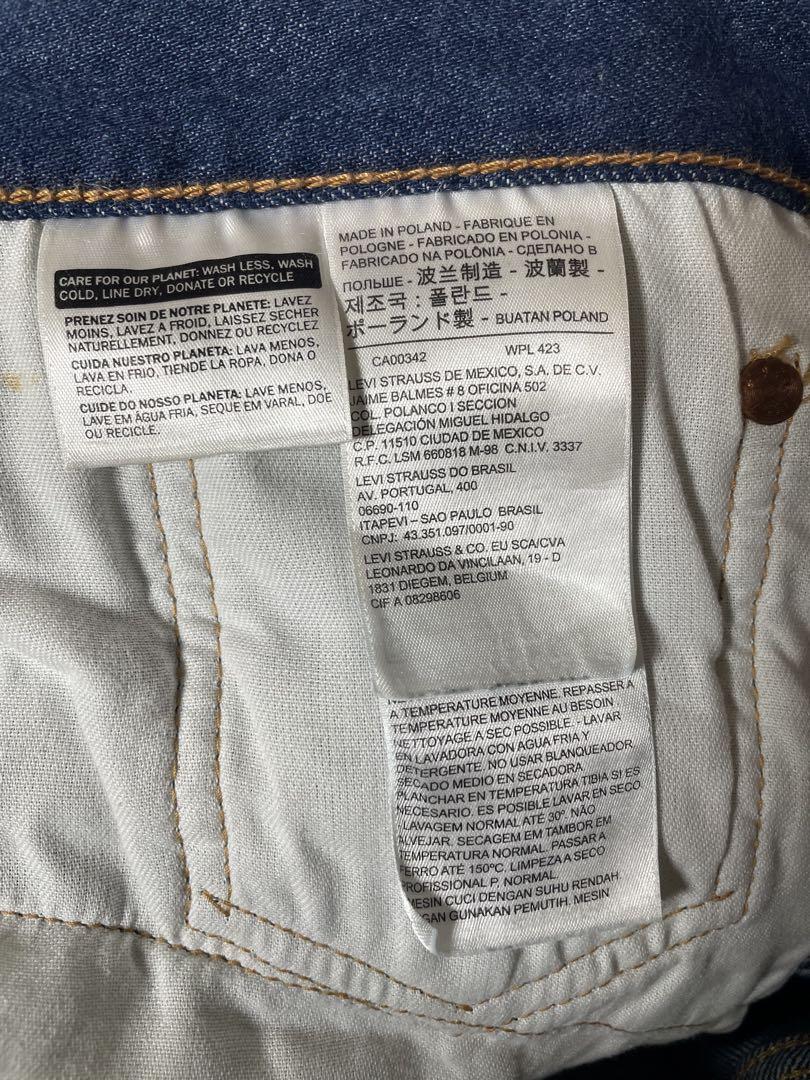 CARE FOR OUR PLANET: WASH LESS, WASH
COLD, LINE DRY, DONATE OR RECYCLE
PRENEZ SOIN DE NOTRE PLANETE: LAVEZ
MOINS, LAVEZ A FROID, LAISSEZ SECHER
NATURELLEMENT, DONNEZ OU RECYCLEZ
CUIDA NUESTRO PLANETA: LAVA MENOS,
LAVA EN FRIO, TIENDE LA ROPA, DONA O
RECICLA.
CUIDE DO NOSSO PLANETA: LAVE MENOS,
LAVE EM ÁGUA FRIA, SEQUE EM VARAL, DOE
OU RECICLE.
MADE IN POLAND - FABRIQUE EN
POLOGNE - FABRICADO EN POLONIA -
FABRICADO NA POLÔNIA - СДЕЛАНО В
ПОЛЬШЕ - 波兰制造 - 波蘭製 -
제조국 : 폴란드 -
ポーランド製 - BUATAN POLAND
CA00342 WPL 423
LEVI STRAUSS DE MEXICO, S.A. DE C.V.
JAIME BALMES # 8 OFICINA 502
COL. POLANCO I SECCION
DELEGACIÓN MIGUEL HIDALGO
C.P. 11510 CIUDAD DE MEXICO
R.F.C. LSM 660818 M-98 C.N.I.V. 3337
LEVI STRAUSS DO BRASIL
AV. PORTUGAL, 400
06690-110
ITAPEVI – SAO PAULO BRASIL
CNPJ: 43.351.097/0001-90
LEVI STRAUSS & CO. EU SCA/CVA
LEONARDO DA VINCILAAN, 19 - D
1831 DIEGEM, BELGIUM
CIF A 08298606
A TEMPERATURE MOYENNE. REPASSER A
TEMPERATURE MOYENNE AU BESOIN
NETTOYAGE A SEC POSSIBLE. - LAVAR
EN LAVADORA CON AGUA FRIA Y
DETERGENTE. NO USAR BLANQUEADOR.
SECADO MEDIO EN SECADORA.
PLANCHAR EN TEMPERATURA TIBIA SI ES
NECESARIO. ES POSIBLE LAVAR EN SECO.
LAVAGEM NORMAL ATÉ 30º. NÃO
ALVEJAR. SECAGEM EM TAMBOR EM
TEMPERATURA NORMAL. PASSAR A
FERRO ATÉ 150ºC. LIMPEZA A SECO
PROFISSIONAL P. NORMAL.
MESIN CUCI DENGAN SUHU RENDAH.
GUNAKAN PEMUTIH. MESIN